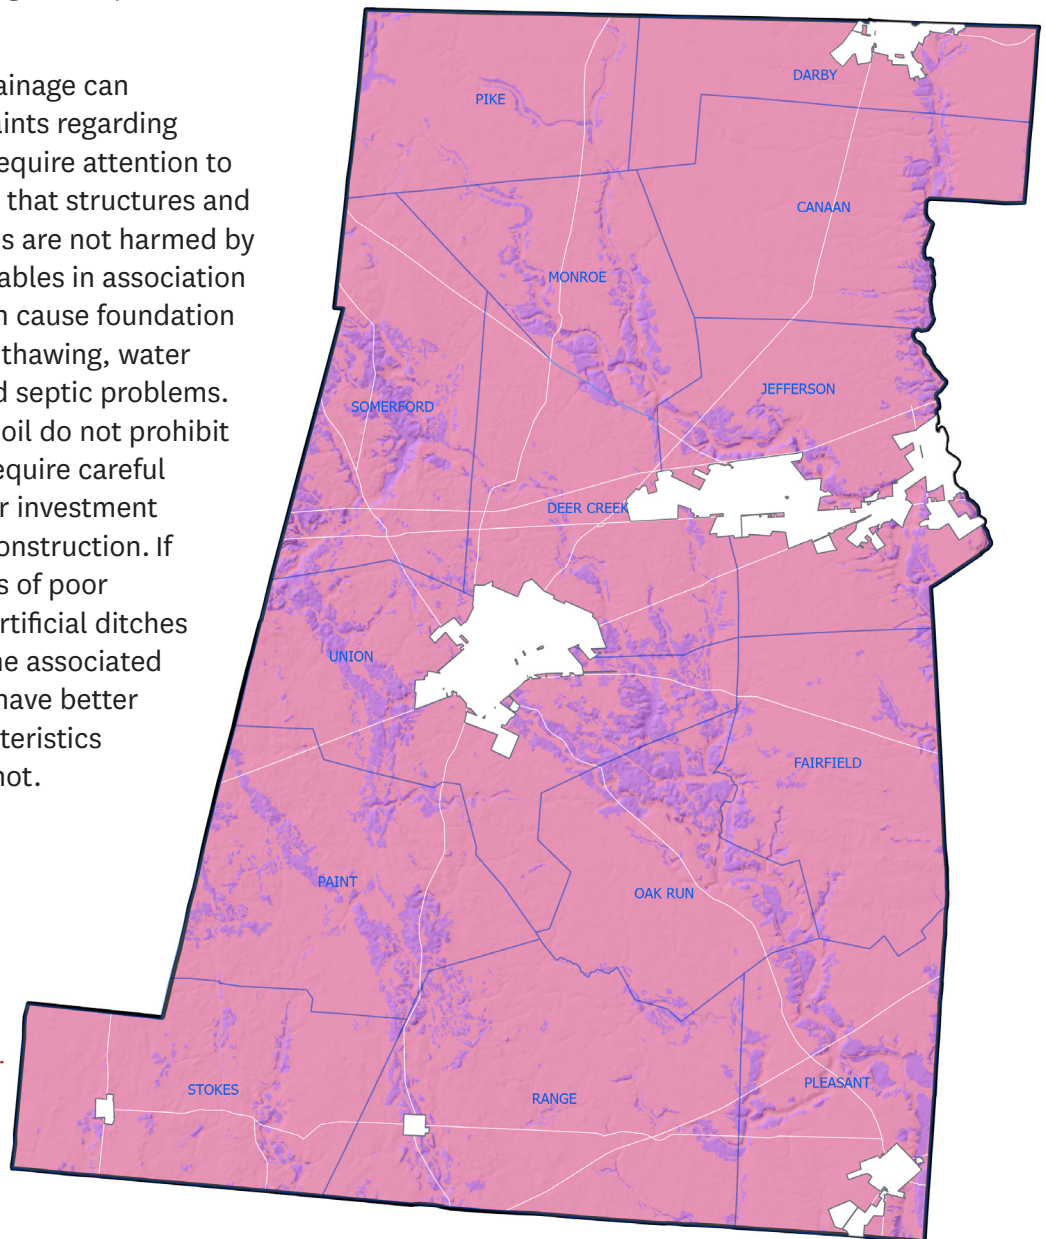 ainage can
aints regarding
equire attention to
that structures and
s are not harmed by
ables in association
n cause foundation
thawing, water
d septic problems.
oil do not prohibit
equire careful
r investment
onstruction. If
s of poor
rtificial ditches
ne associated
have better
teristics
not.
PIKE
DARBY
CANAAN
MONROE
JEFFERSON
SOMERFORD
DEER CREEK
UNION
FAIRFIELD
PAINT
OAK RUN
STOKES
RANGE
PLEASANT